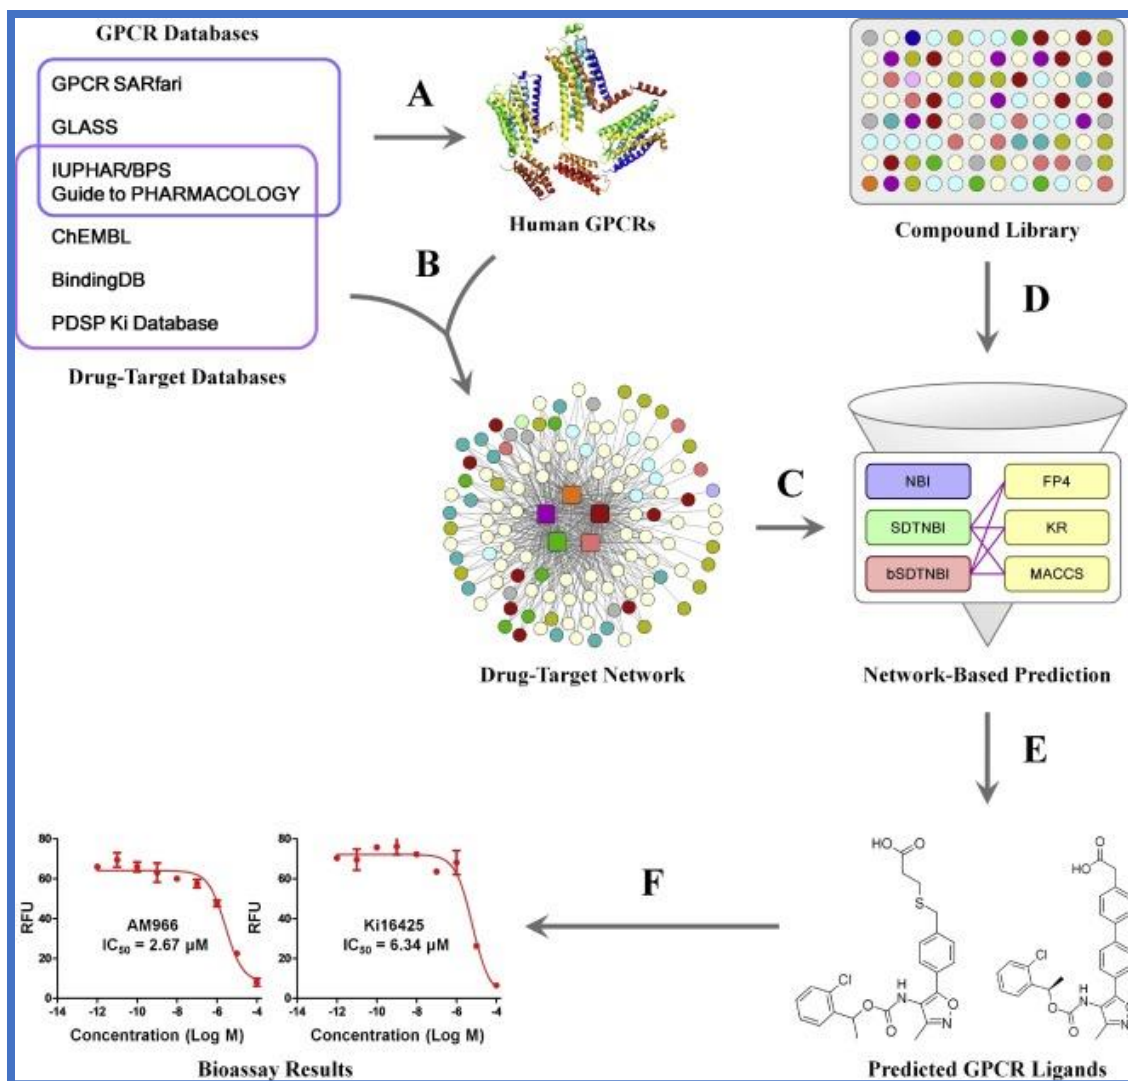 GPCR Databases
GPCR SARfari
GLASS
IUPHAR/BPS
Guide to PHARMACOLOGY
ChEMBL
BindingDB
PDSP Ki Database
Drug-Target Databases
A
Human GPCRs
B
Compound Library
D
Drug-Target Network
C
NBI
SDTNBI
bSDTNBI
FP4
KR
MACCS
Network-Based Prediction
E
HO
O
S
Cl
O
O
H
N
O
N
HO
O
Cl
O
O
H
N
O
N
Predicted GPCR Ligands
F
80
60
40
20
0
RFU
AM966
IC50 = 2.67 µM
-14 -12 -10 -8 -6 -4
Concentration (Log M)
80
60
40
20
0
RFU
Ki16425
IC50 = 6.34 µM
-14 -12 -10 -8 -6 -4
Concentration (Log M)
Bioassay Results